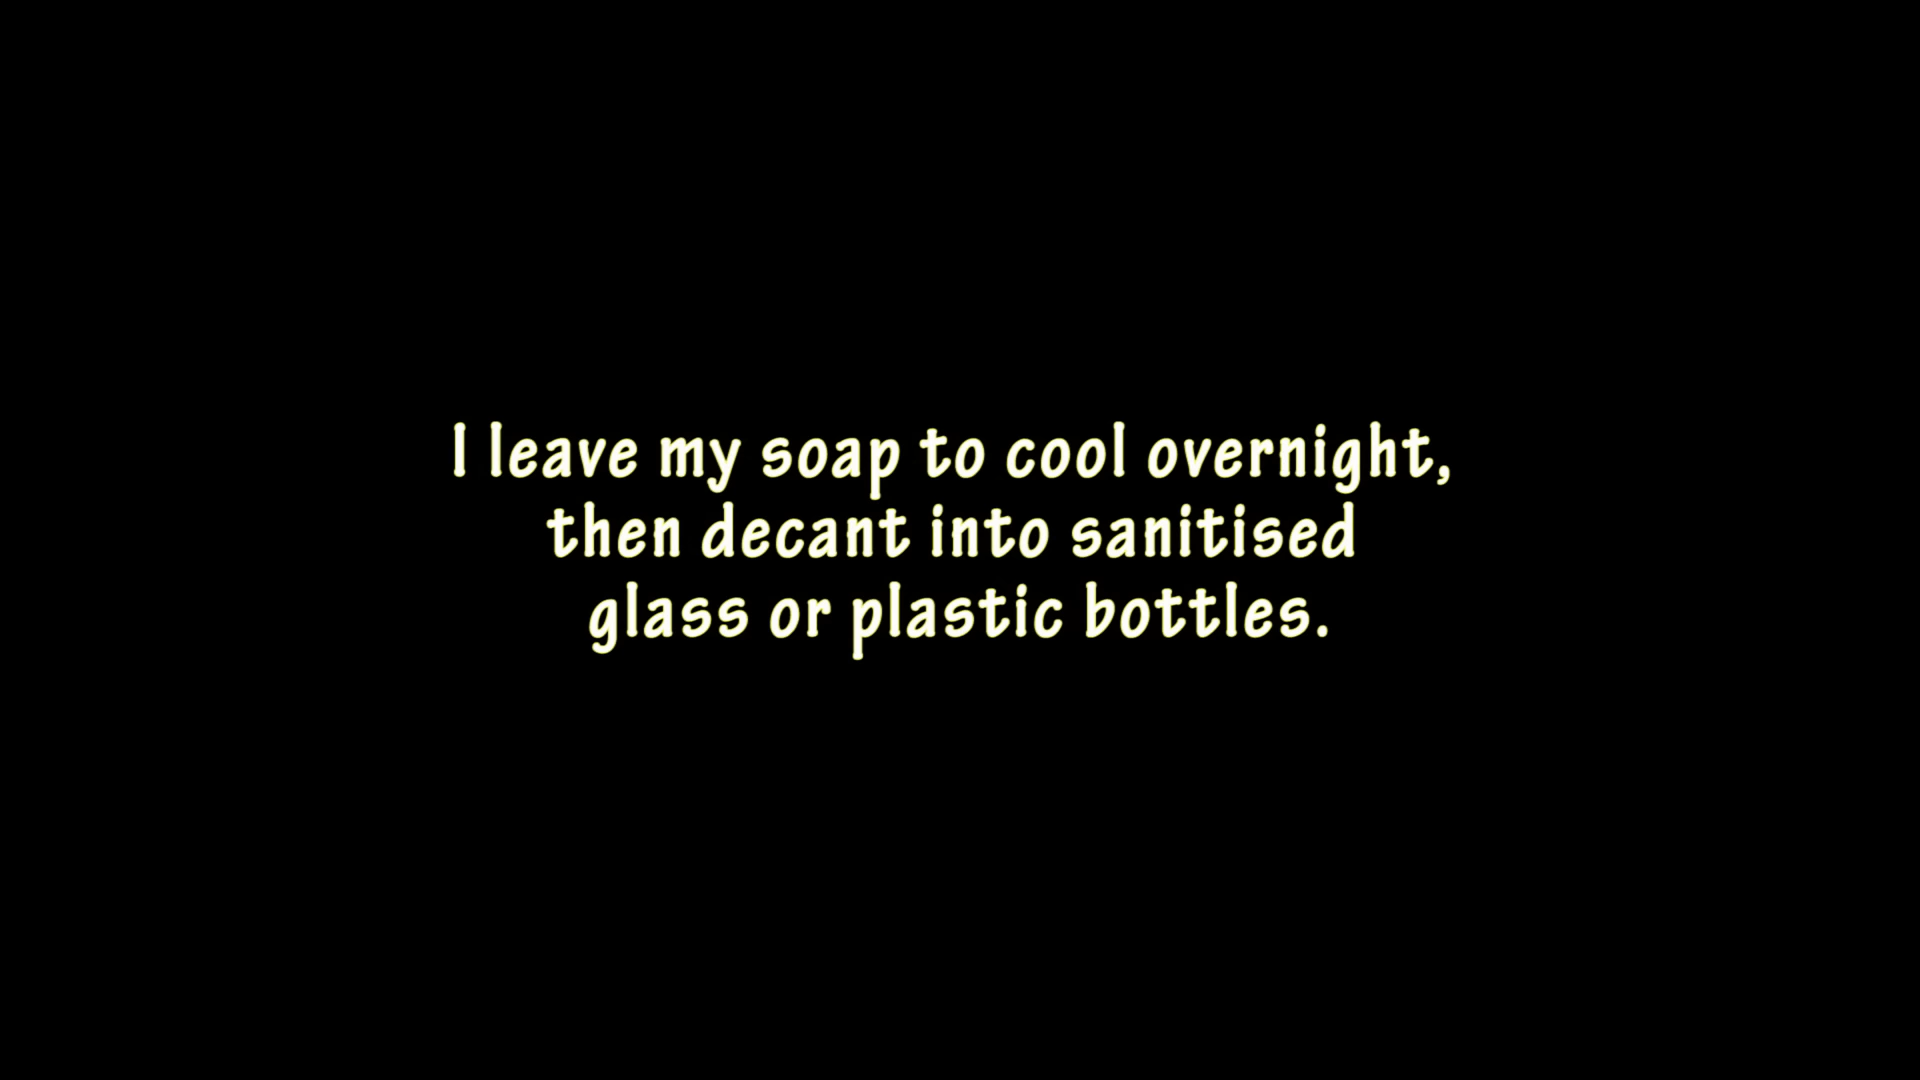 I leave my soap to cool overnight,
then decant into sanitised
glass or plastic bottles.